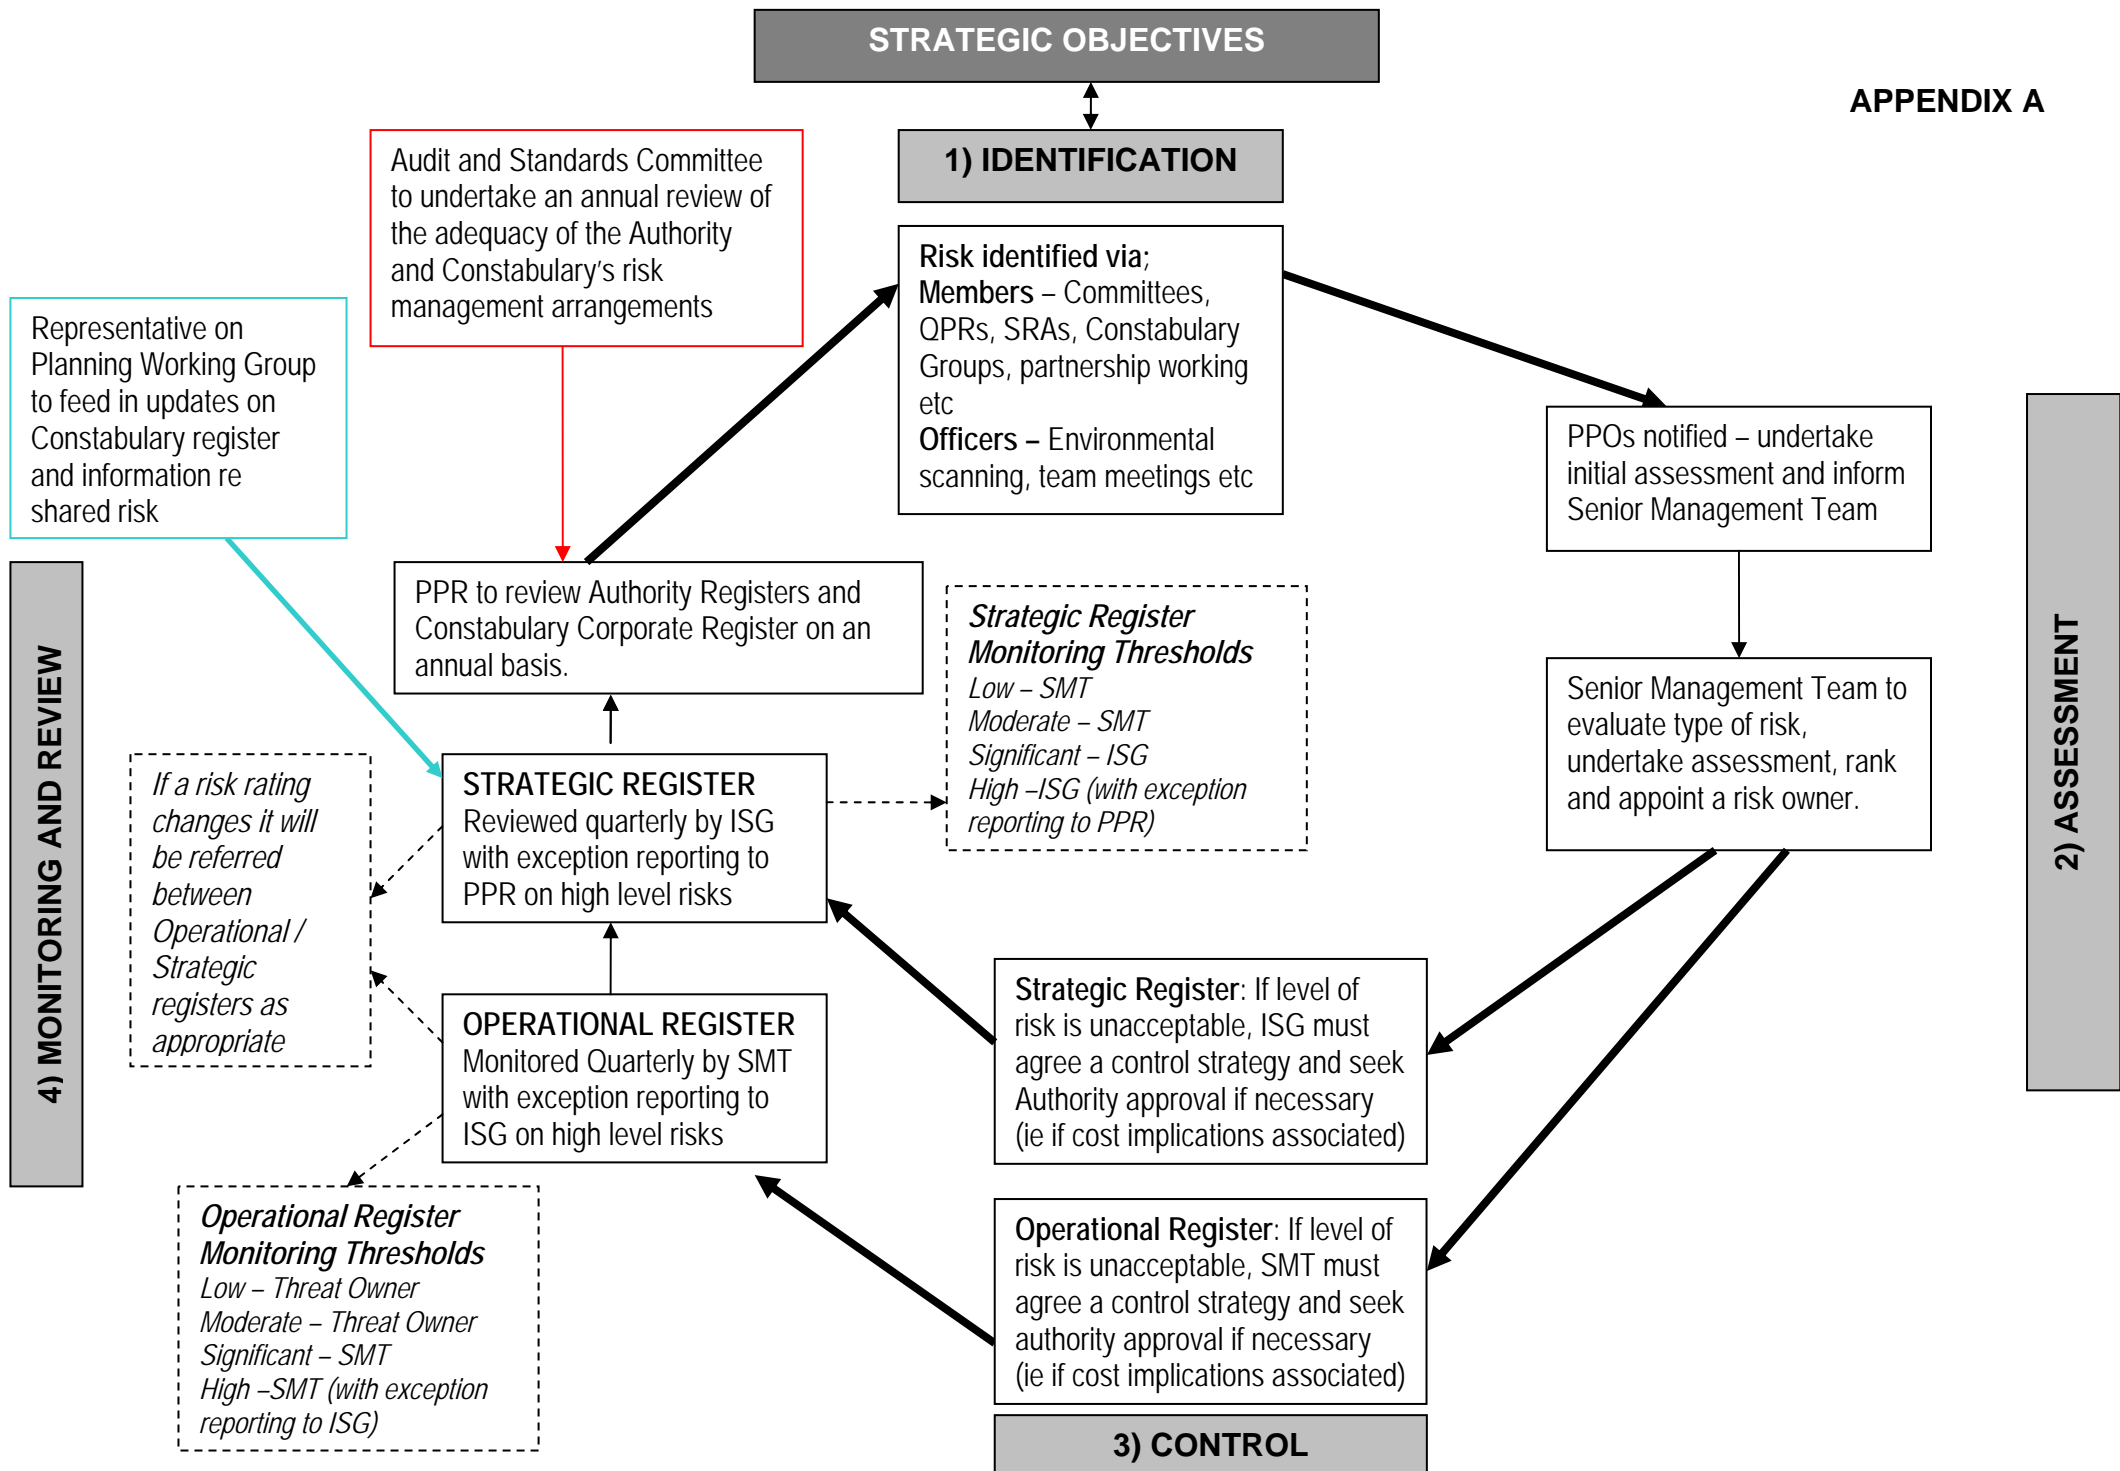 STRATEGIC OBJECTIVES
APPENDIX A
1) IDENTIFICATION
Audit and Standards Committee
to undertake an annual review of
the adequacy of the Authority
and Constabulary's risk
management arrangements
Risk identified via;
Members – Committees,
QPRs, SRAs, Constabulary
Groups, partnership working
etc
Officers – Environmental
scanning, team meetings etc
Representative on
Planning Working Group
to feed in updates on
Constabulary register
and information re
shared risk
PPOs notified – undertake
initial assessment and inform
Senior Management Team
2) ASSESSMENT
PPR to review Authority Registers and
Constabulary Corporate Register on an
annual basis.
Strategic Register
Monitoring Thresholds
Low – SMT
Moderate – SMT
Significant – ISG
High –ISG (with exception
reporting to PPR)
Senior Management Team to
evaluate type of risk,
undertake assessment, rank
and appoint a risk owner.
4) MONITORING AND REVIEW
If a risk rating
changes it will
be referred
between
Operational /
Strategic
registers as
appropriate
STRATEGIC REGISTER
Reviewed quarterly by ISG
with exception reporting to
PPR on high level risks
OPERATIONAL REGISTER
Monitored Quarterly by SMT
with exception reporting to
ISG on high level risks
Strategic Register: If level of
risk is unacceptable, ISG must
agree a control strategy and seek
Authority approval if necessary
(ie if cost implications associated)
Operational Register
Monitoring Thresholds
Low – Threat Owner
Moderate – Threat Owner
Significant – SMT
High –SMT (with exception
reporting to ISG)
Operational Register: If level of
risk is unacceptable, SMT must
agree a control strategy and seek
authority approval if necessary
(ie if cost implications associated)
3) CONTROL